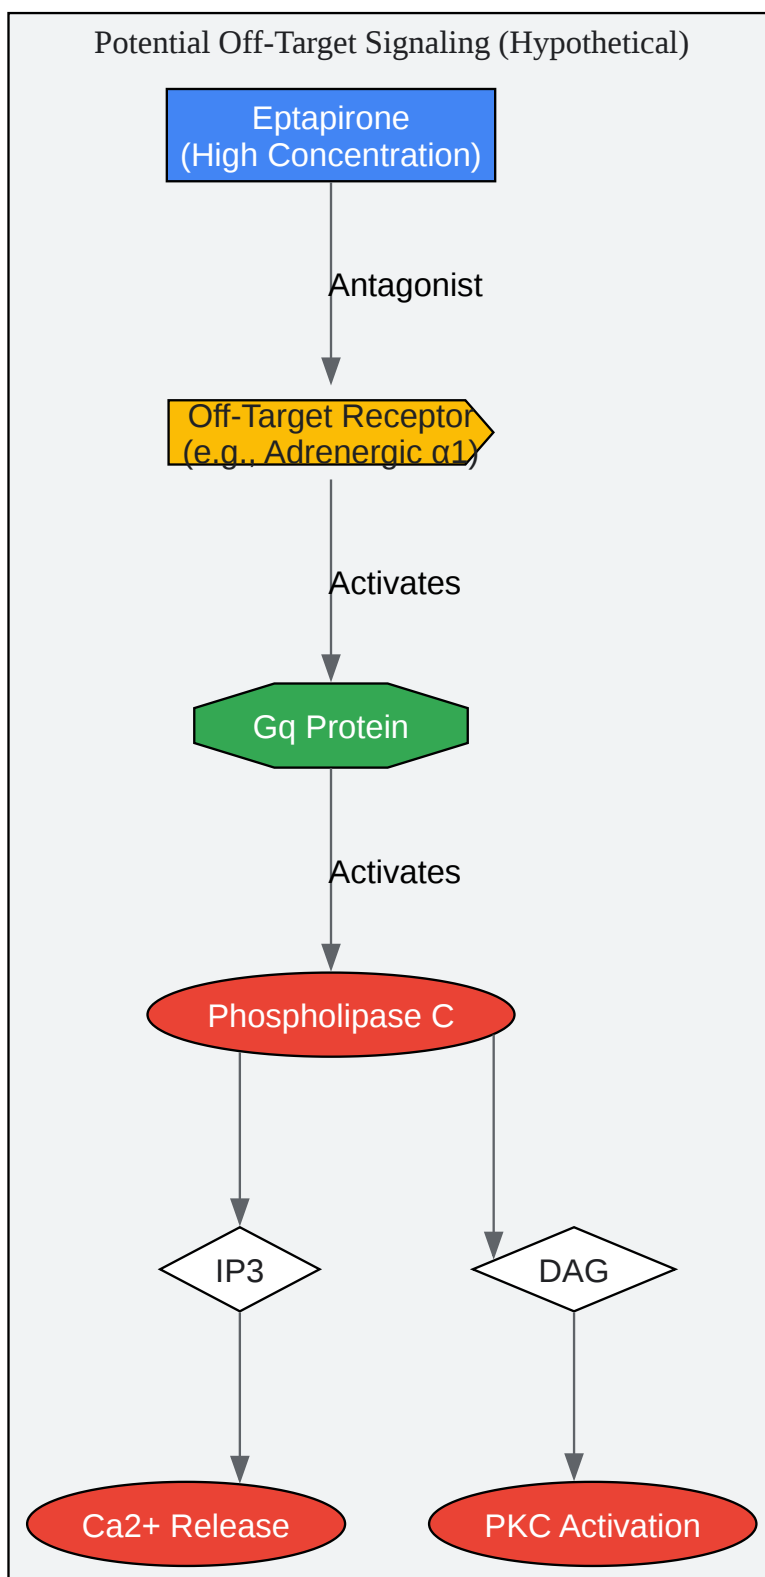 Potential Off-Target Signaling (Hypothetical)
Eptapirone
(High Concentration)
Antagonist
Off-Target Receptor
(e.g., Adrenergic α1)
Activates
Gq Protein
Activates
Phospholipase C
IP3
DAG
Ca2+ Release
PKC Activation